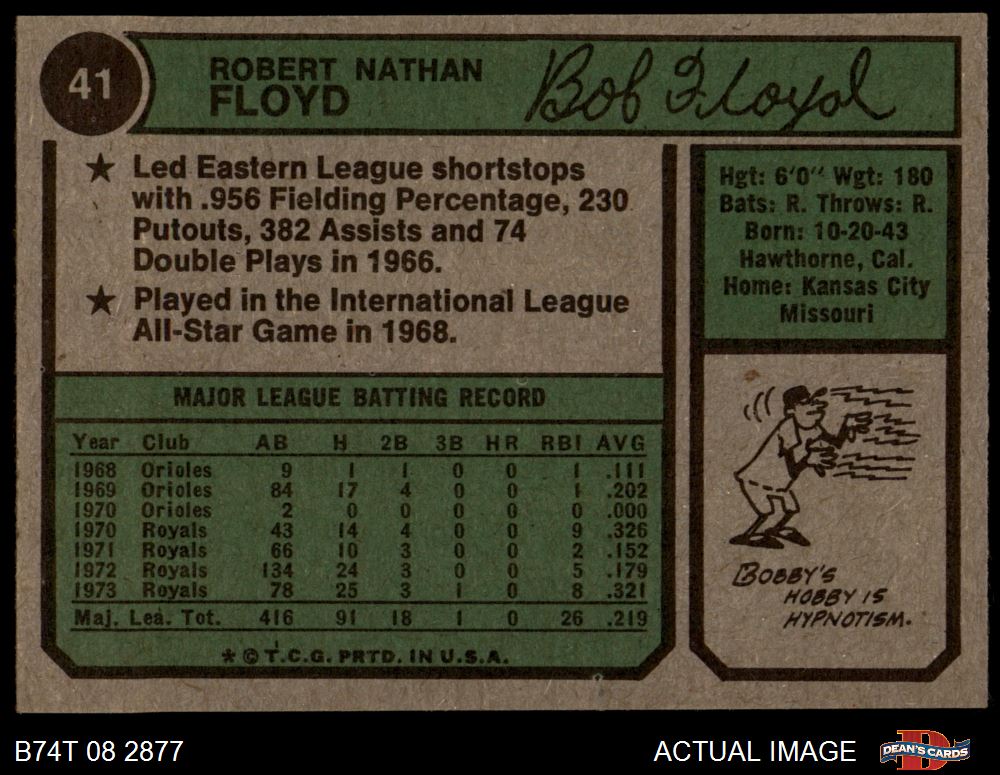 41
ROBERT NATHAN
FLOYD
Bob Floyd
★ Led Eastern League shortstops
with .956 Fielding Percentage, 230
Putouts, 382 Assists and 74
Double Plays in 1966.
★ Played in the International League
All-Star Game in 1968.
Hgt: 6'0" Wgt: 180
Bats: R. Throws: R.
Born: 10-20-43
Hawthorne, Cal.
Home: Kansas City
Missouri
MAJOR LEAGUE BATTING RECORD
Year Club AB H 2B 3B HR RBI AVG
1968 Orioles 9 1 1 0 0 1 .111
1969 Orioles 84 17 4 0 0 1 .202
1970 Orioles 2 0 0 0 0 0 .000
1970 Royals 43 14 4 0 0 9 .326
1971 Royals 66 10 3 0 0 2 .152
1972 Royals 134 24 3 0 0 5 .179
1973 Royals 78 25 3 1 0 8 .321
Maj. Lea. Tot. 416 91 18 1 0 26 .219
* © T.C.G. PRTD. IN U.S.A.
BOBBY'S
HOBBY IS
HYPNOTISM.
B74T 08 2877
ACTUAL IMAGE
DEAN'S CARDS